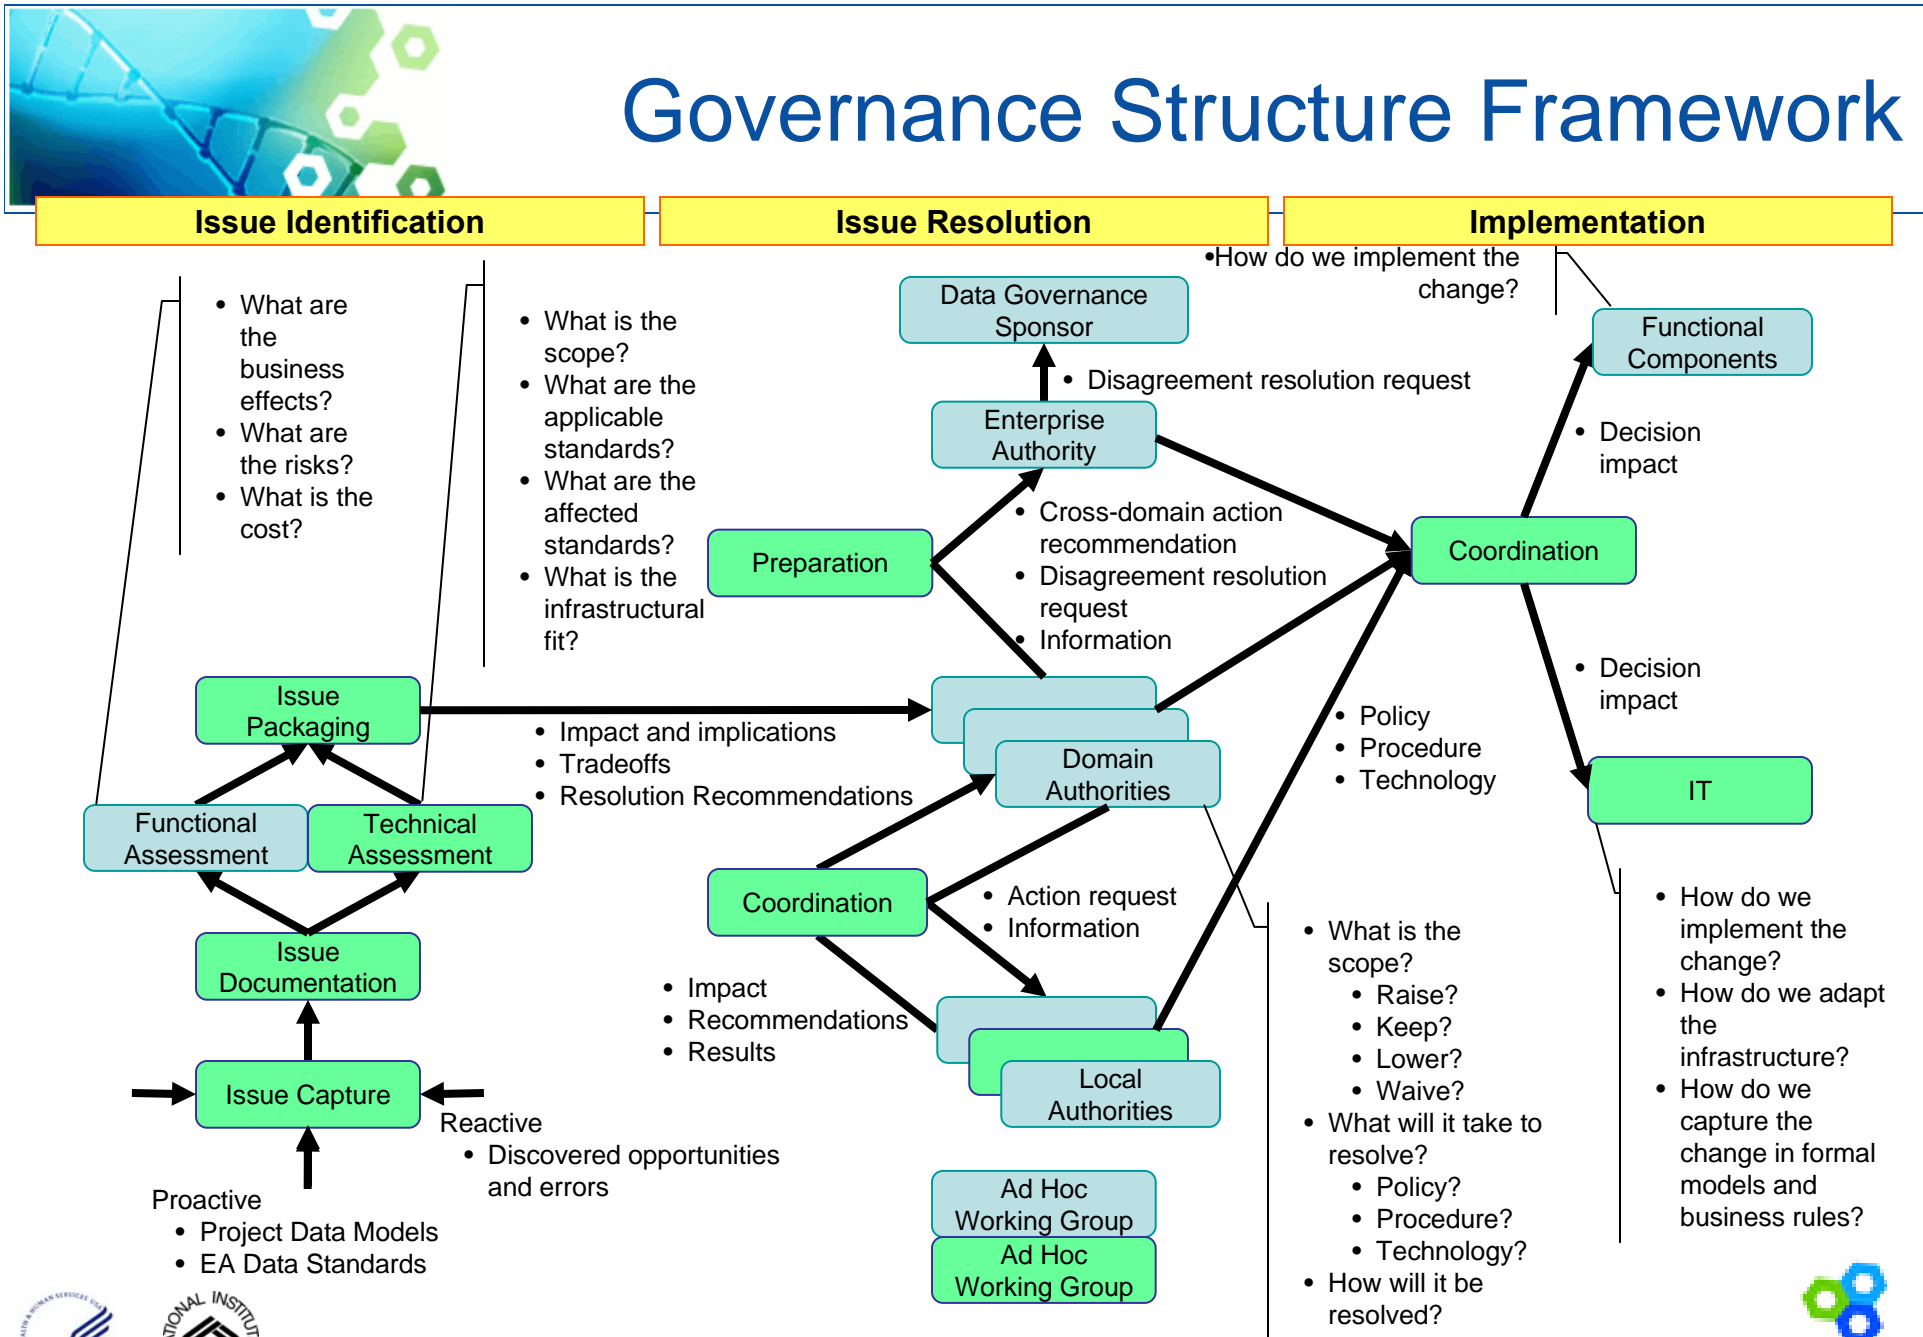 Governance Structure Framework
Issue Identification
Issue Resolution
Implementation
• What are
the
business
effects?
• What are
the risks?
• What is the
cost?
• What is the
scope?
• What are the
applicable
standards?
• What are the
affected
standards?
• What is the
infrastructural
fit?
Issue
Packaging
Functional
Assessment
Technical
Assessment
Issue
Documentation
Issue Capture
Reactive
• Discovered opportunities
and errors
Proactive
• Project Data Models
• EA Data Standards
• Impact and implications
• Tradeoffs
• Resolution Recommendations
Data Governance
Sponsor
• Disagreement resolution request
Enterprise
Authority
Preparation
• Cross-domain action
recommendation
• Disagreement resolution
request
• Information
Domain
Authorities
Coordination
• Action request
• Information
• Impact
• Recommendations
• Results
Local
Authorities
Ad Hoc
Working Group
Ad Hoc
Working Group
•How do we implement the
change?
Functional
Components
• Decision
impact
Coordination
• Decision
impact
• Policy
• Procedure
• Technology
IT
• What is the
scope?
• Raise?
• Keep?
• Lower?
• Waive?
• What will it take to
resolve?
• Policy?
• Procedure?
• Technology?
• How will it be
resolved?
• How do we
implement the
change?
• How do we adapt
the
infrastructure?
• How do we
capture the
change in formal
models and
business rules?